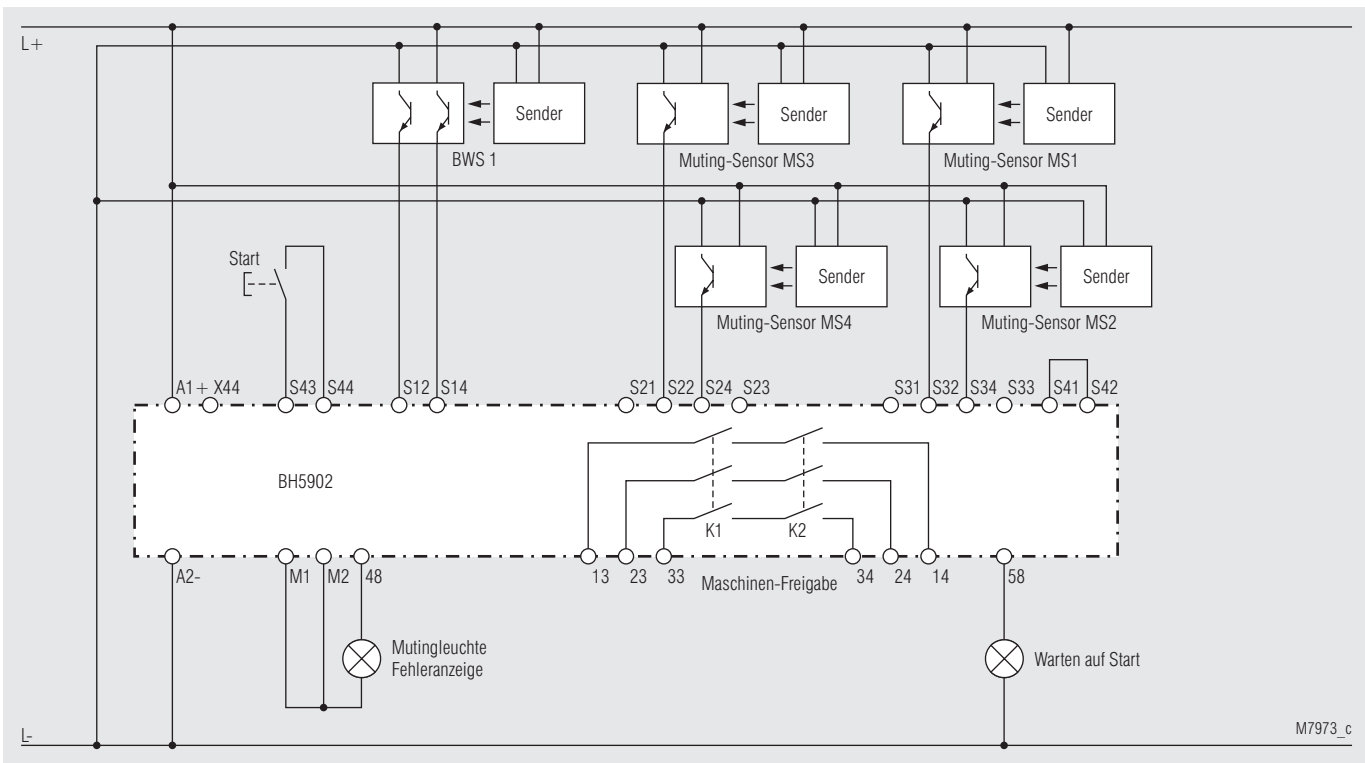 L+
Sender
Sender
Sender
BWS 1
Muting-Sensor MS3
Muting-Sensor MS1
Start
Sender
Sender
Muting-Sensor MS4
Muting-Sensor MS2
A1+ X44 S43 S44 S12 S14 S21 S22 S24 S23 S31 S32 S34 S33 S41 S42
BH5902
K1 K2
A2- M1 M2 48 13 23 33 Maschinen-Freigabe 34 24 14 58
Mutingleuchte
Fehleranzeige
Warten auf Start
L-
M7973_c